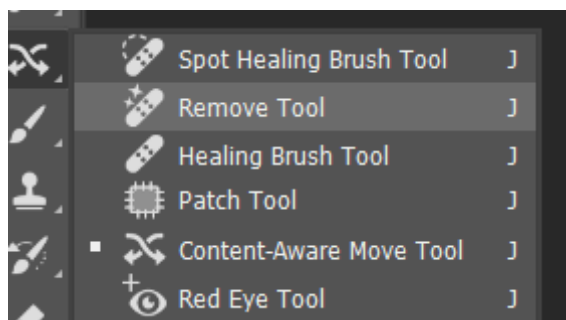 Spot Healing Brush Tool J
Remove Tool J
Healing Brush Tool J
Patch Tool J
Content-Aware Move Tool J
Red Eye Tool J